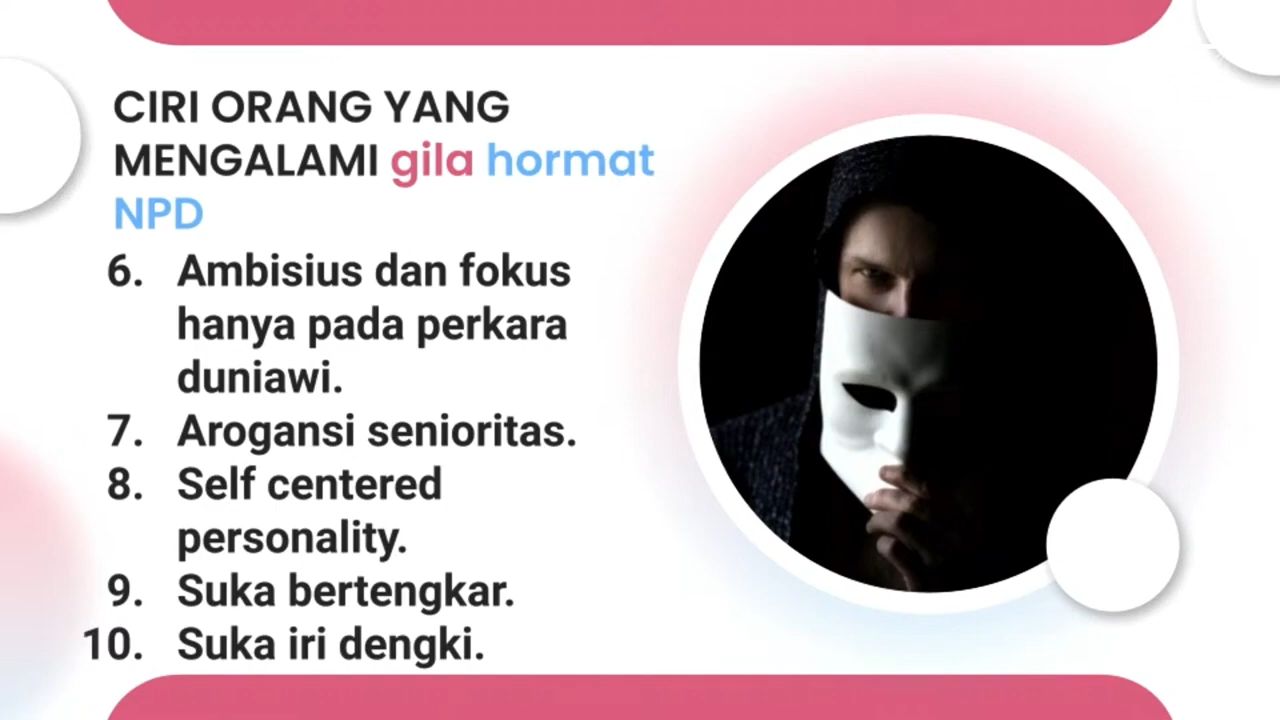 CIRI ORANG YANG
MENGALAMI gila hormat
NPD
6. Ambisius dan fokus
hanya pada perkara
duniawi.
7. Arogansi senioritas.
8. Self centered
personality.
9. Suka bertengkar.
10. Suka iri dengki.